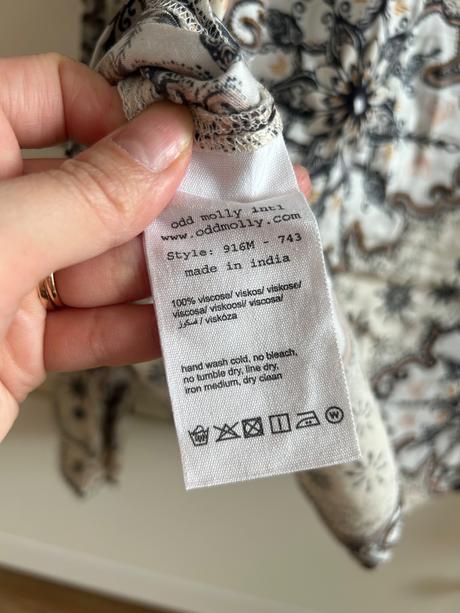 odd molly intl
www.oddmolly.com
Style: 916M - 743
made in india
100% viscose/ viskos/ viskose/
viscosa/ viskoosi/ viscosa/
فسكوز / viskóza
hand wash cold, no bleach,
no tumble dry, line dry,
iron medium, dry clean
W